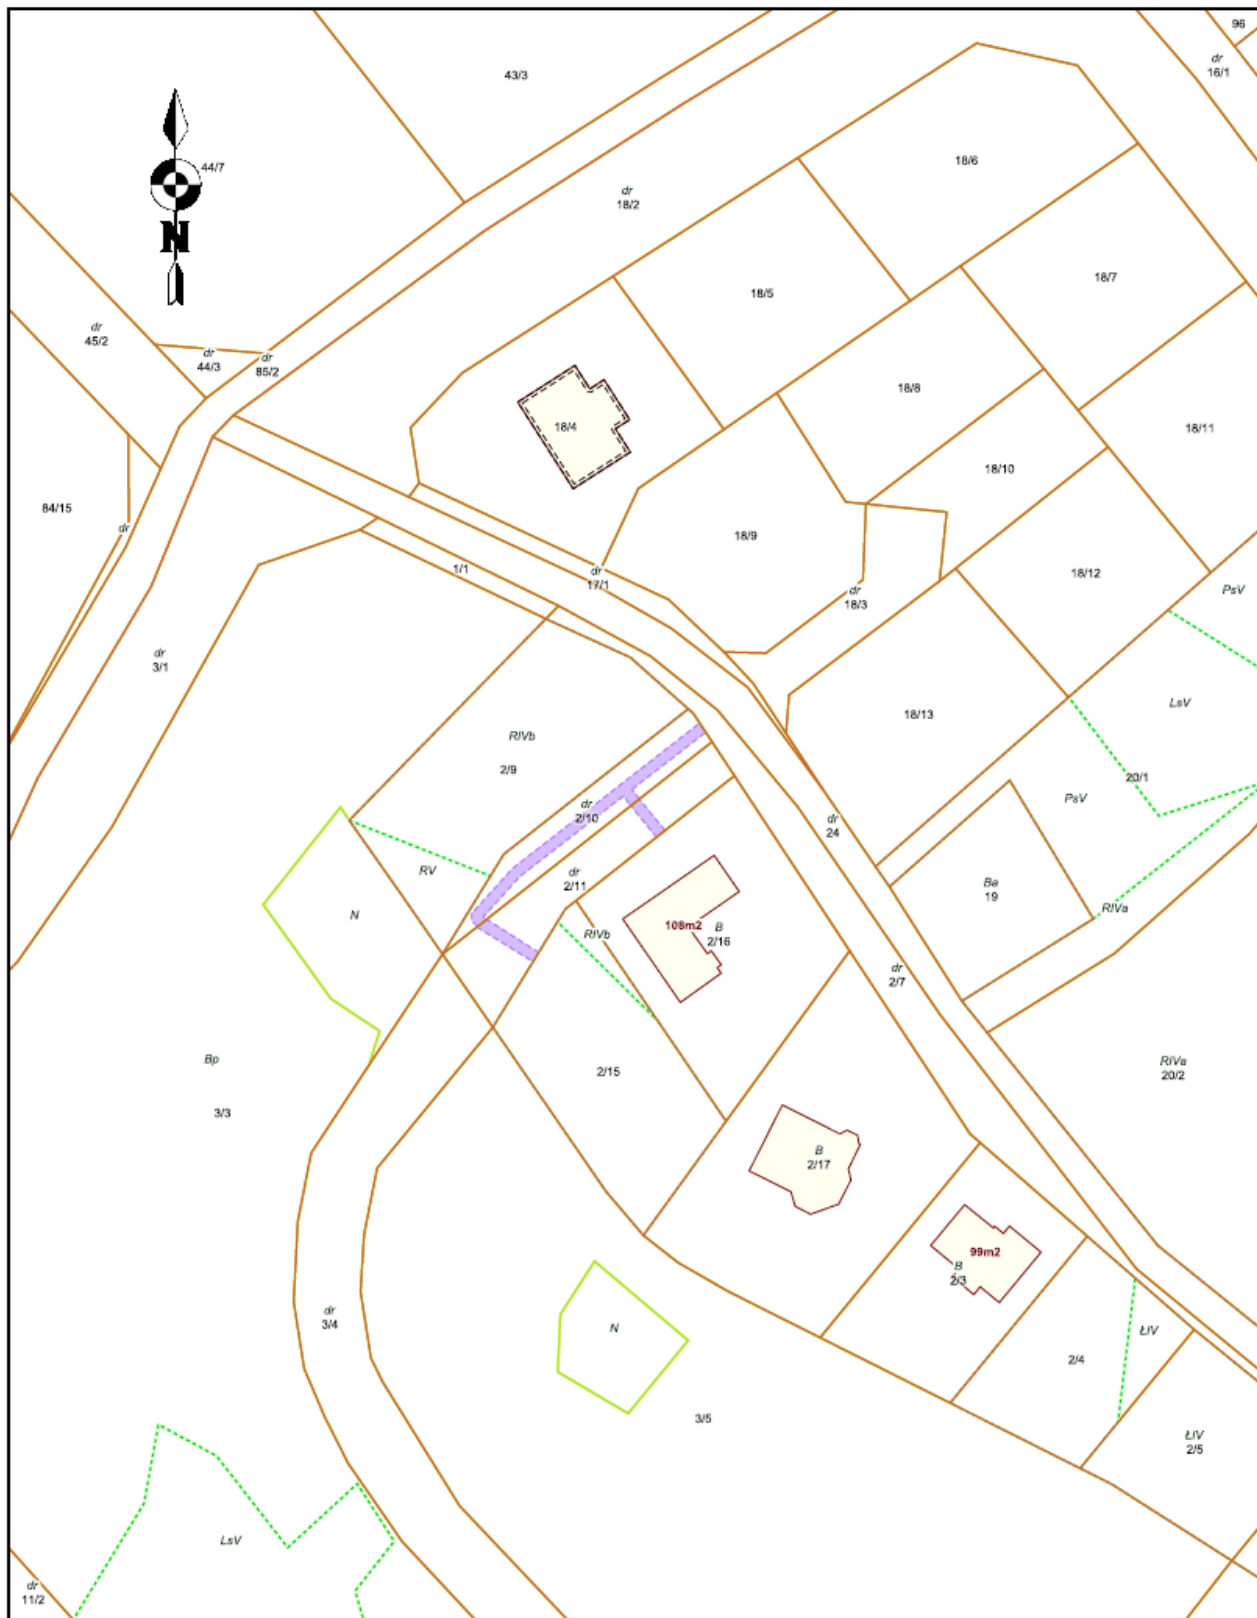 96
dr
16/1
43/3
44/7
N
18/6
dr
18/2
18/7
18/5
dr
45/2
dr
44/3
dr
85/2
18/8
18/4
18/11
18/10
84/15
dr
18/9
1/1
dr
17/1
18/12
dr
18/3
PsV
dr
3/1
LsV
18/13
RIVb
2/9
20/1
PsV
dr
2/10
dr
24
RV
dr
2/11
Ba
19
N
RIVb
108m2
B
2/16
RIVa
dr
2/7
Bp
3/3
2/15
RIVa
20/2
B
2/17
99m2
B
2/3
dr
3/4
N
ŁIV
2/4
3/5
ŁIV
2/5
LsV
dr
11/2